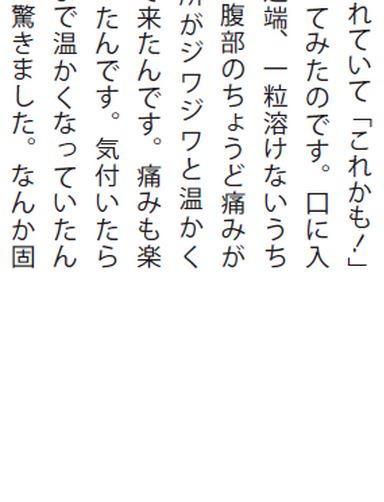 れていて「これかも!」
てみたのです。口に入
端、一粒溶けないうち
腹部のちょうど痛みが
がジワジワと温かく
来たんです。痛みも楽
たんです。気付いたら
で温かくなっていたん
驚きました。なんか固